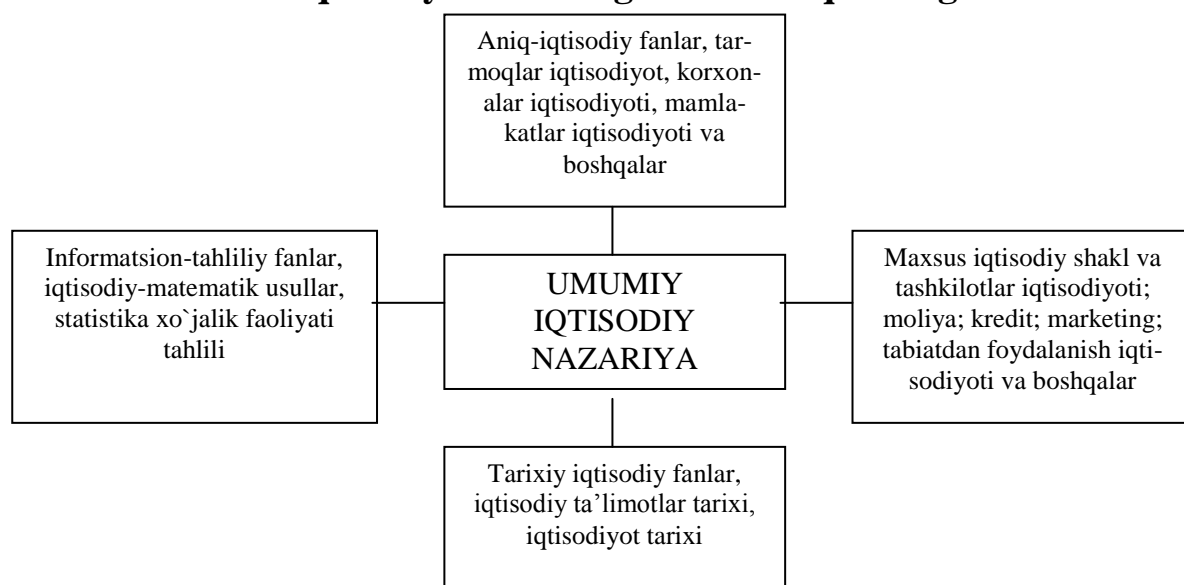 Aniq-iqtisodiy fanlar, tar-
moqlar iqtisodiyot, korxon-
alar iqtisodiyoti, mamla-
katlar iqtisodiyoti va
boshqalar
Informatsion-tahliliy fanlar,
iqtisodiy-matematik usullar,
statistika xo`jalik faoliyati
tahlili
UMUMIY
IQTISODIY
NAZARIYA
Maxsus iqtisodiy shakl va
tashkilotlar iqtisodiyoti;
moliya; kredit; marketing;
tabiatdan foydalanish iqti-
sodiyoti va boshqalar
Tarixiy iqtisodiy fanlar,
iqtisodiy ta’limotlar tarixi,
iqtisodiyot tarixi